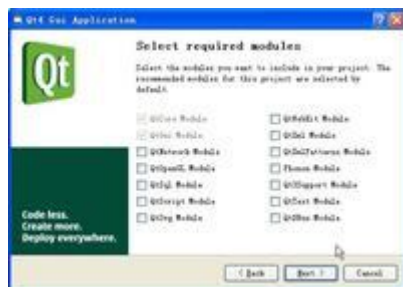 Qt4 Gui Application
Qt
Select required modules
Select the modules you want to include in your project. The
recommended modules for this project are selected by
default.
QtCore Module
QtGui Module
QtNetwork Module
QtOpenGL Module
QtSql Module
QtScript Module
QtSvg Module
QtWebKit Module
QtXml Module
QtXmlPatterns Module
Phonon Module
Qt3Support Module
QtTest Module
QtDBus Module
Code less.
Create more.
Deploy everywhere.
< Back
Next >
Cancel